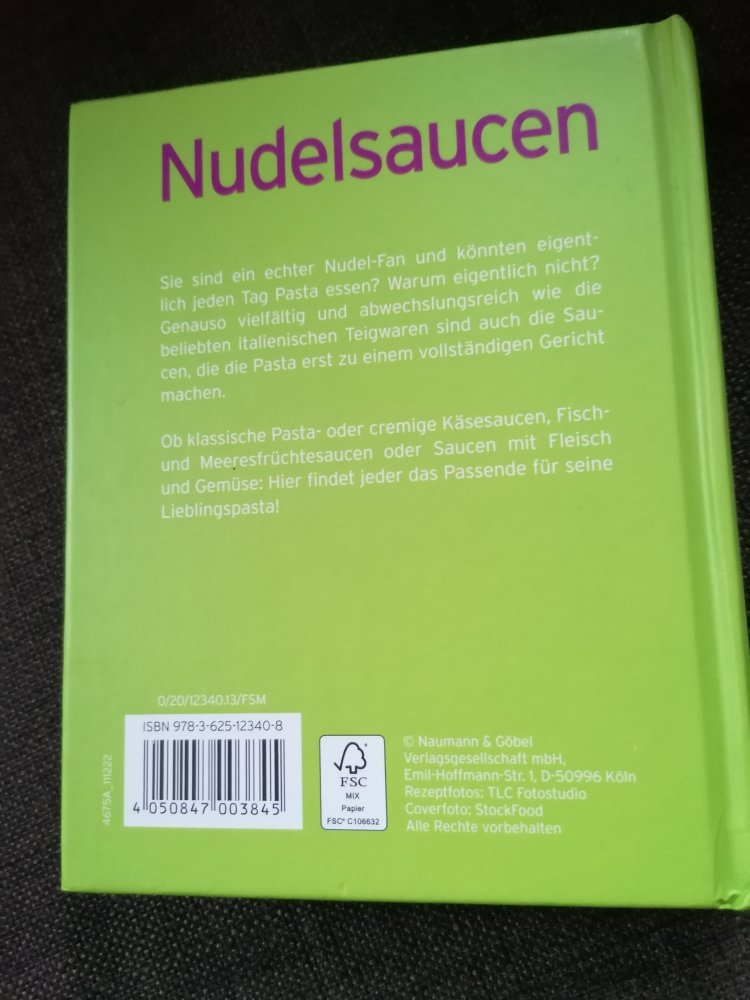 Nudelsaucen
Sie sind ein echter Nudel-Fan und könnten eigent-
lich jeden Tag Pasta essen? Warum eigentlich nicht?
Genauso vielfältig und abwechslungsreich wie die
beliebten italienischen Teigwaren sind auch die Sau-
cen, die die Pasta erst zu einem vollständigen Gericht
machen.
Ob klassische Pasta- oder cremige Käsesaucen, Fisch-
und Meeresfrüchtesaucen oder Saucen mit Fleisch
und Gemüse: Hier findet jeder das Passende für seine
Lieblingspasta!
0/20/12340.13/FSM
ISBN 978-3-625-12340-8
4 050847 003845
4675A_111222
FSC
MIX
Papier
FSC® C106632
© Naumann & Göbel
Verlagsgesellschaft mbH,
Emil-Hoffmann-Str. 1, D-50996 Köln
Rezeptfotos: TLC Fotostudio
Coverfoto: StockFood
Alle Rechte vorbehalten